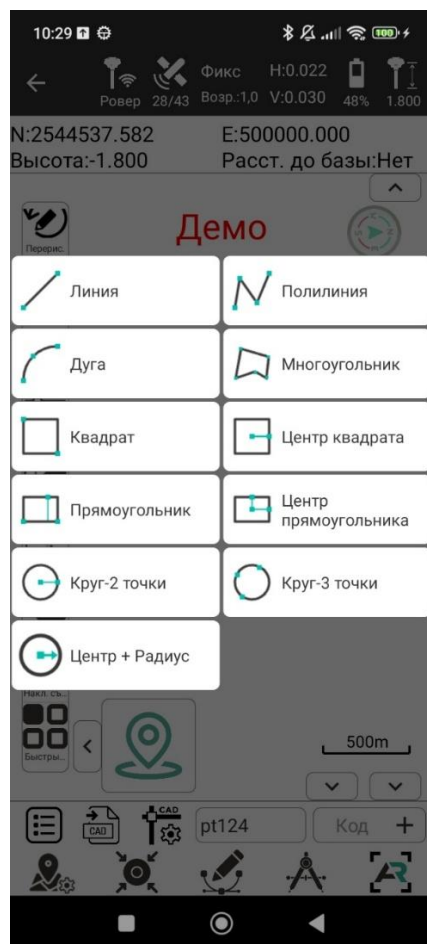 10:29
100
Фикс H:0.022
Ровер 28/43 Возр.:1,0 V:0.030 48% 1.800
N:2544537.582 E:500000.000
Высота:-1.800 Расст. до базы:Нет
Перерис.
Демо
Линия Полилиния
Дуга Многоугольник
Квадрат Центр квадрата
Прямоугольник Центр
прямоугольника
Круг-2 точки Круг-3 точки
Центр + Радиус
Накл. съ..
Быстры...
500m
CAD
CAD
pt124 Код +